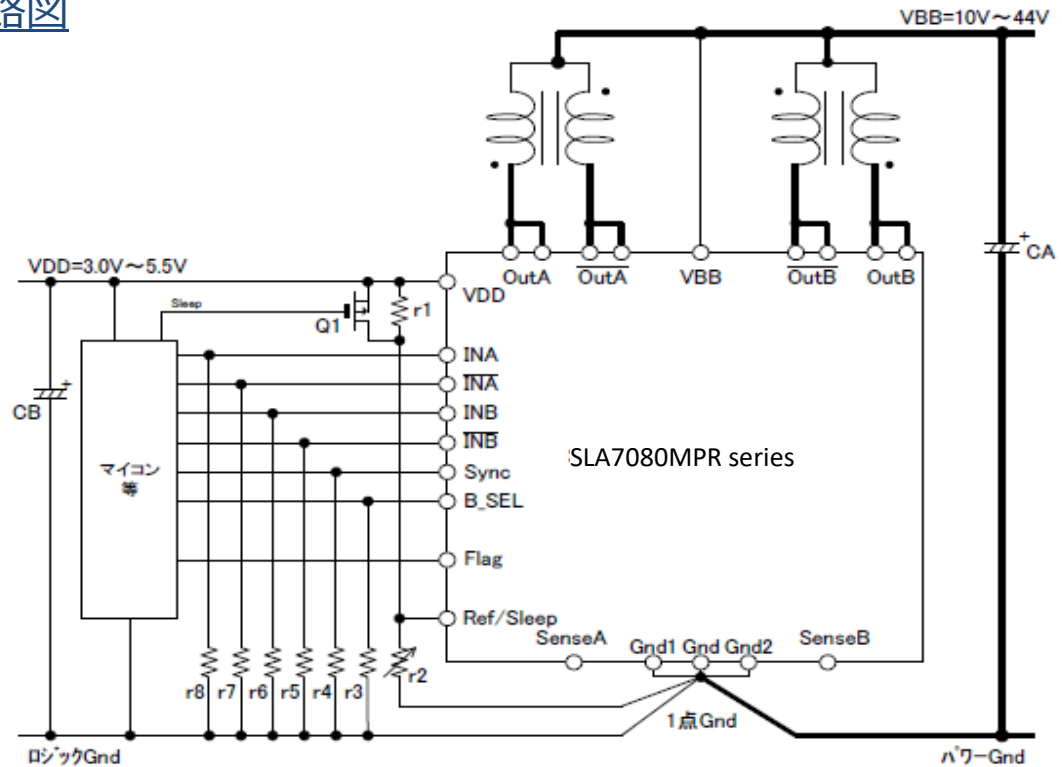 路図
VBB=10V～44V
CA
OutA
OutA
VBB
OutB
OutB
VDD=3.0V～5.5V
VDD
Sleep
Q1
r1
INA
INA
INB
INB
Sync
B_SEL
Flag
Ref/Sleep
CB
マイコン
等
SLA7080MPR series
SenseA
Gnd1 Gnd Gnd2
SenseB
r8 r7 r6 r5 r4 r3 r2
1点Gnd
ロジックGnd
パワーGnd